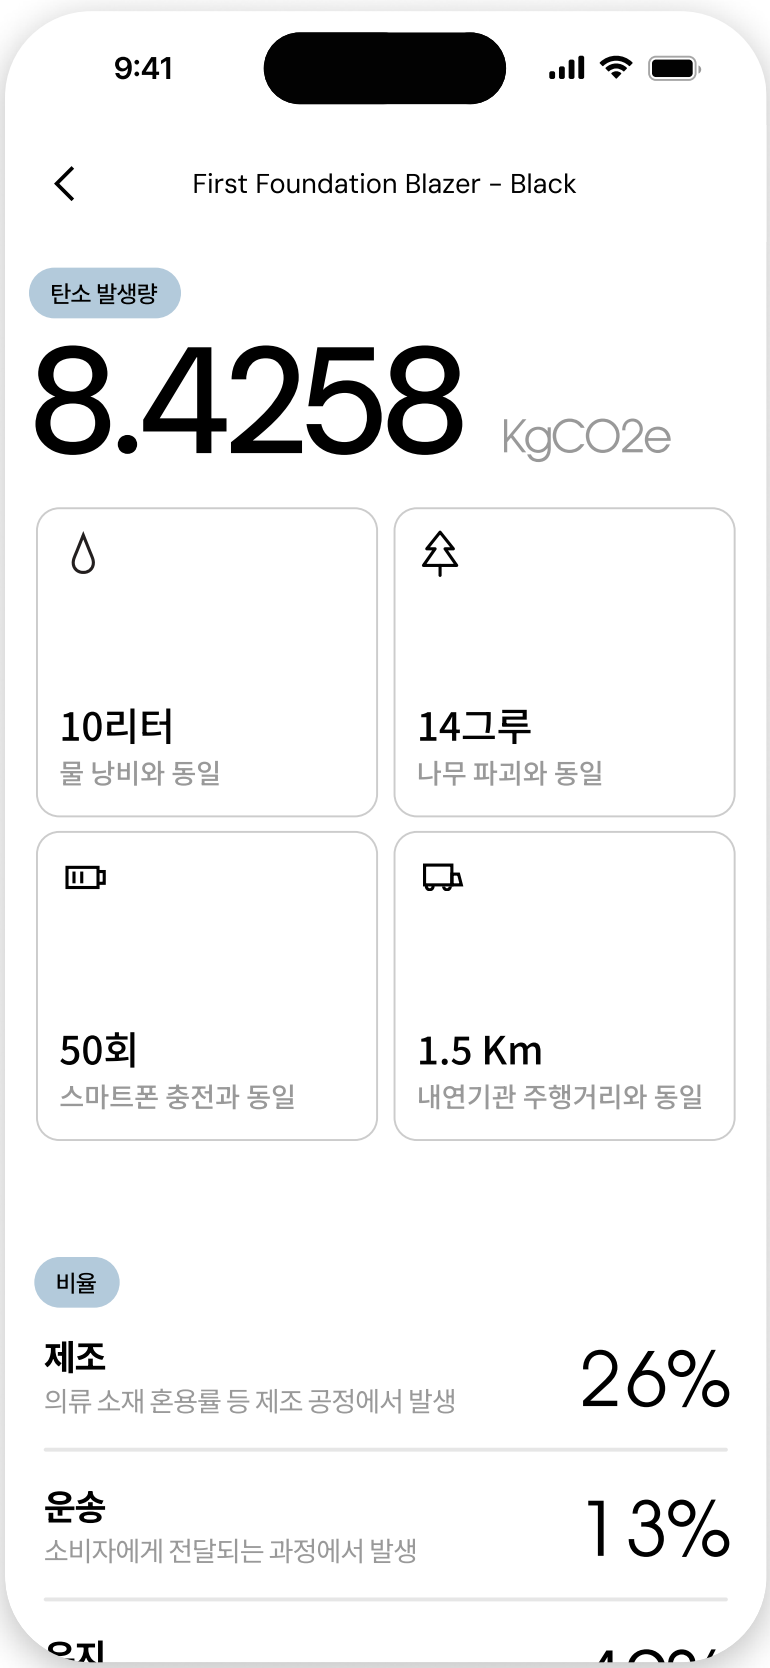 9:41
First Foundation Blazer - Black
탄소 발생량
8.4258 KgCO2e
10리터
물 낭비와 동일
14그루
나무 파괴와 동일
50회
스마트폰 충전과 동일
1.5 Km
내연기관 주행거리와 동일
비율
제조
26%
의류 소재 혼용률 등 제조 공정에서 발생
운송
13%
소비자에게 전달되는 과정에서 발생